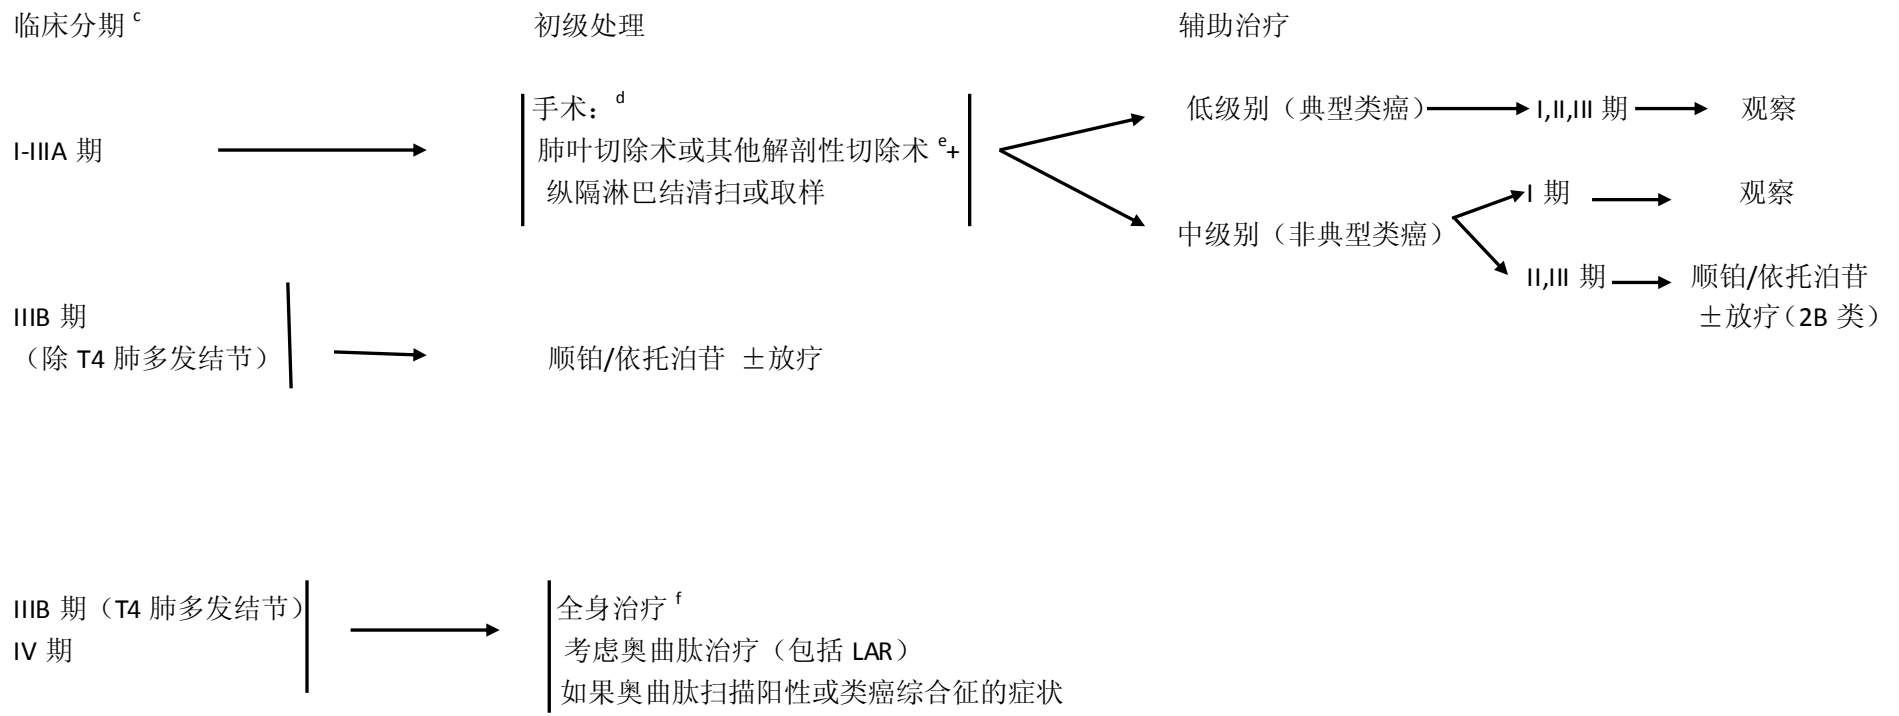 临床分期 c 初级处理 辅助治疗
I-IIIA 期
手术：d
肺叶切除术或其他解剖性切除术 e+
纵隔淋巴结清扫或取样
低级别（典型类癌） I,II,III 期 观察
中级别（非典型类癌）
I 期 观察
II,III 期 顺铂/依托泊苷
±放疗（2B 类）
IIIB 期
（除 T4 肺多发结节）
顺铂/依托泊苷 ±放疗
IIIB 期（T4 肺多发结节）
IV 期
全身治疗 f
考虑奥曲肽治疗（包括 LAR）
如果奥曲肽扫描阳性或类癌综合征的症状